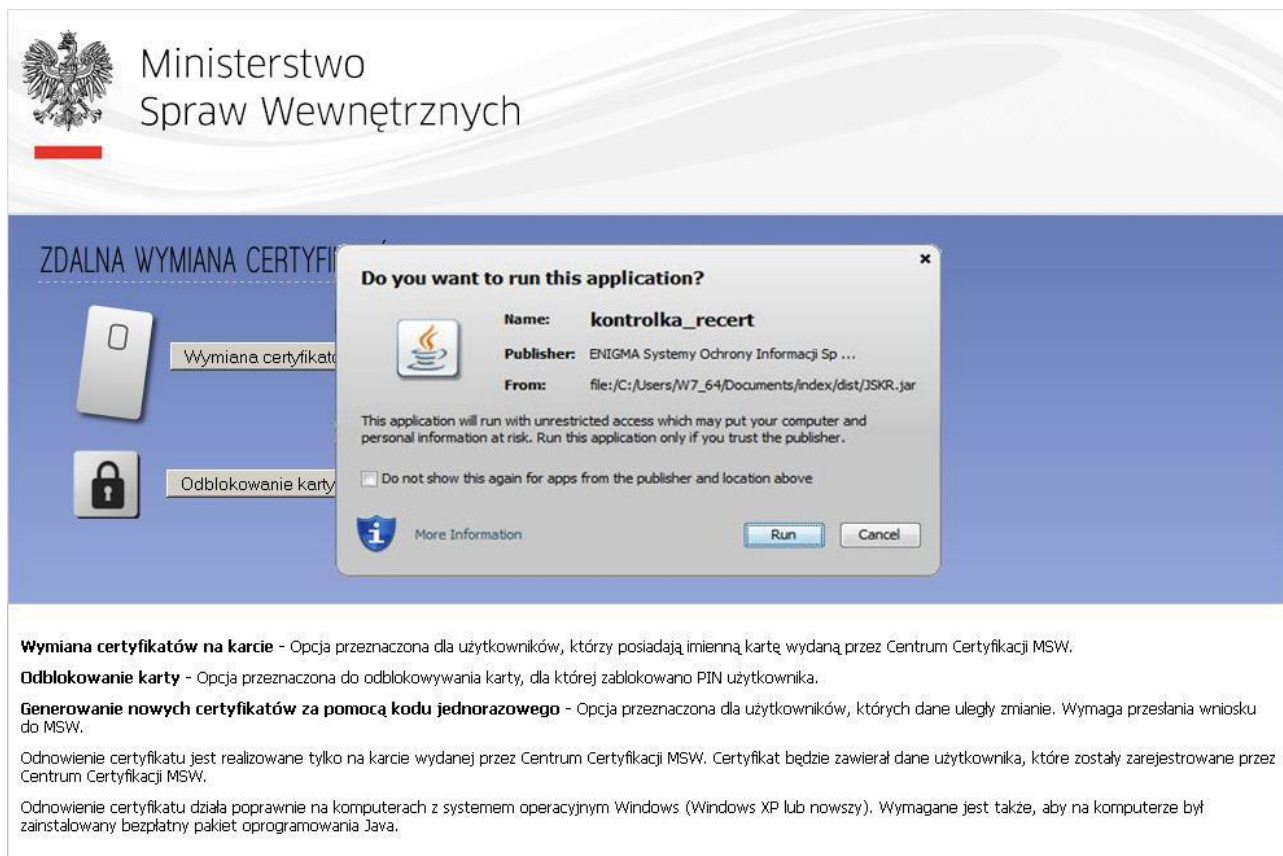 Ministerstwo
Spraw Wewnętrznych
ZDALNA WYMIANA
Do you want to run this application?
Name: kontrolka_recert
Publisher: ENIGMA Systemy Ochrony Informacji Sp ...
From: file:/C:/Users/W7_64/Documents/index/dist/JSKR.jar
Wymiana
This application will run with unrestricted access which may put your computer and
personal information at risk. Run this application only if you trust the publisher.
Do not show this again for apps from the publisher and location above
Odblokowanie karty
More Information
Run
Cancel
Wymiana certyfikatów na karcie - Opcja przeznaczona dla użytkowników, którzy posiadają imienną kartę wydaną przez Centrum Certyfikacji MSW.
Odblokowanie karty - Opcja przeznaczona do odblokowywania karty, dla której zablokowano PIN użytkownika.
Generowanie nowych certyfikatów za pomocą kodu jednorazowego - Opcja przeznaczona dla użytkowników, których dane uległy zmianie. Wymaga przesłania wniosku
do MSW.
Odnowienie certyfikatu jest realizowane tylko na karcie wydanej przez Centrum Certyfikacji MSW. Certyfikat będzie zawierał dane użytkownika, które zostały zarejestrowane przez
Centrum Certyfikacji MSW.
Odnowienie certyfikatu działa poprawnie na komputerach z systemem operacyjnym Windows (Windows XP lub nowszy). Wymagane jest także, aby na komputerze był
zainstalowany bezpłatny pakiet oprogramowania Java.